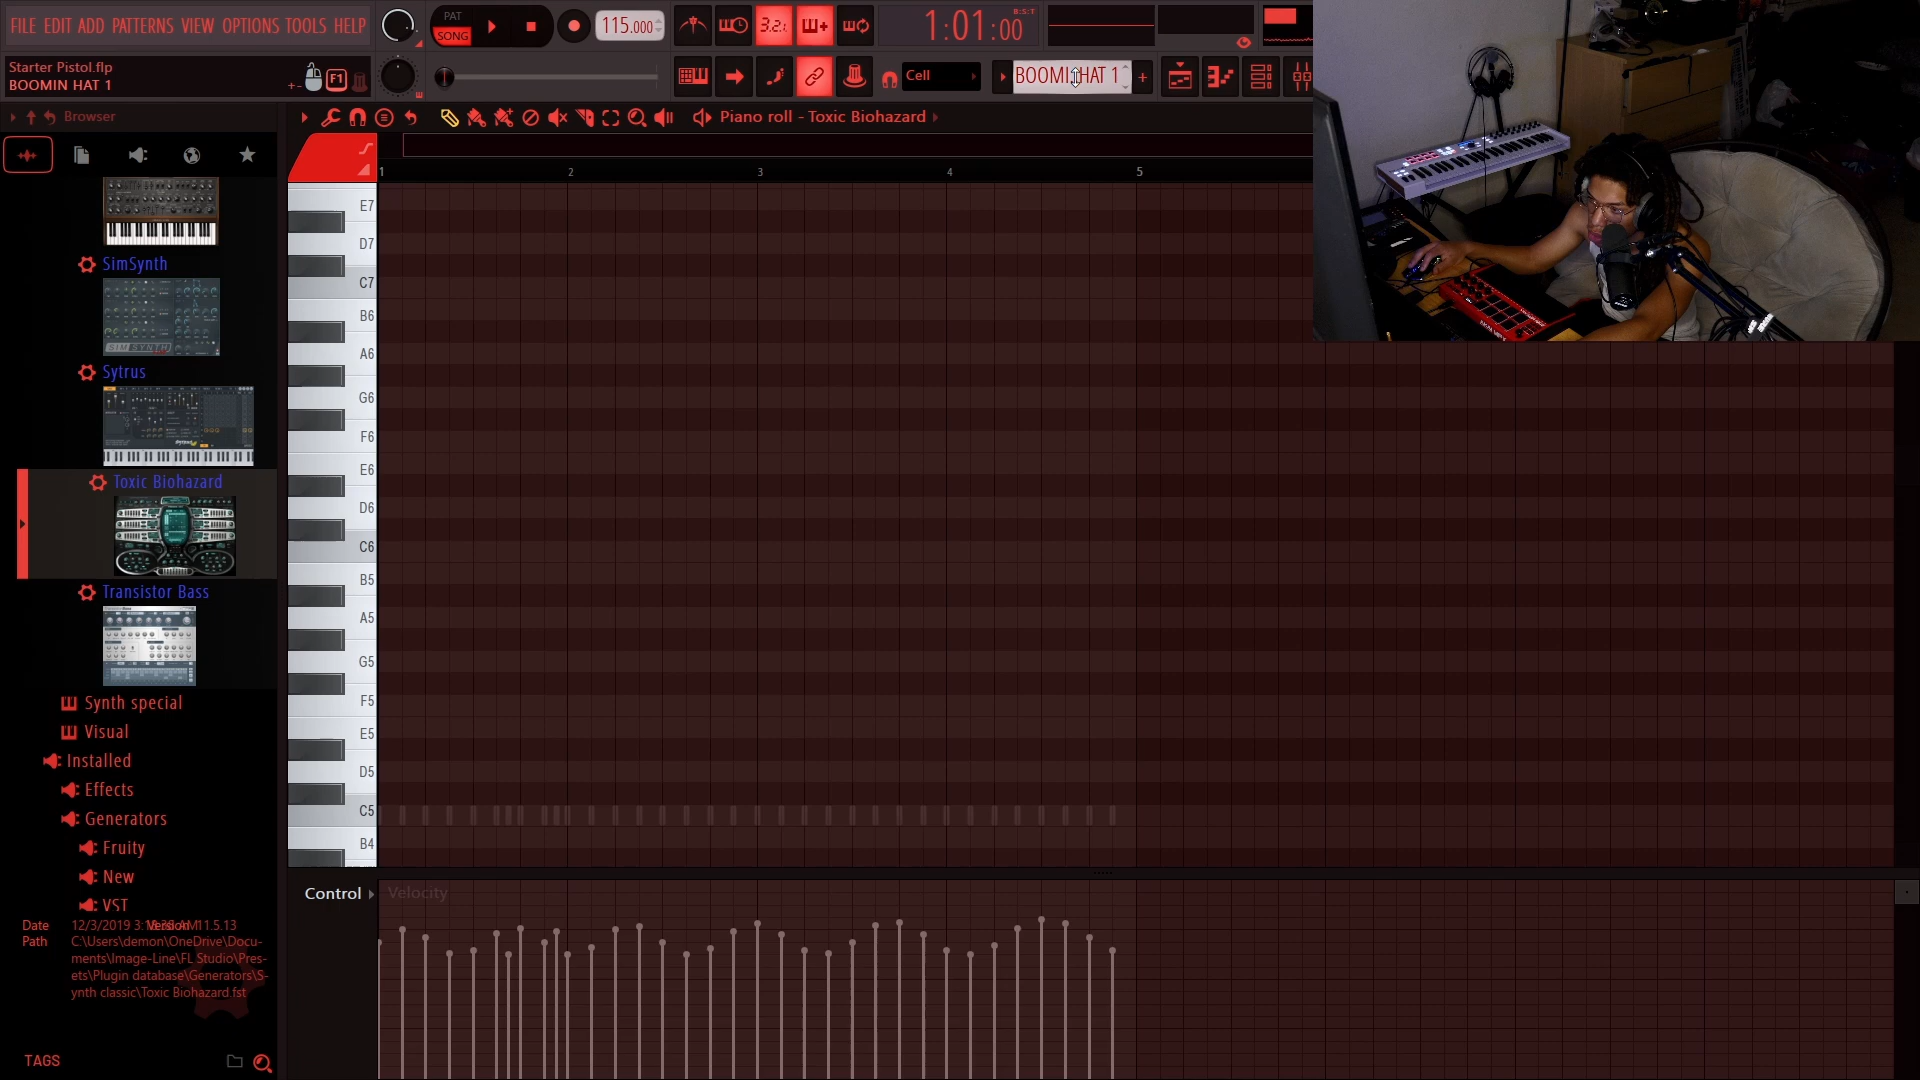 FILE EDIT ADD PATTERNS VIEW OPTIONS TOOLS HELP
PAT
SONG
115.000
3.2.1
1:01:00
B:S:T
Starter Pistol.flp
BOOMIN HAT 1
F1
Cell
BOOMIN HAT 1
+
Browser
Piano roll - Toxic Biohazard
1 2 3 4 5
SimSynth
Sytrus
Toxic Biohazard
Transistor Bass
Synth special
Visual
Installed
Effects
Generators
Fruity
New
VST
Date
Path
C:\Users\demon\OneDrive\Docu-
ments\Image-Line\FL Studio\Pres-
ets\Plugin database\Generators\S-
ynth classic\Toxic Biohazard.fst
TAGS
E7
D7
C7
B6
A6
G6
F6
E6
D6
C6
B5
A5
G5
F5
E5
D5
C5
B4
Control
Velocity